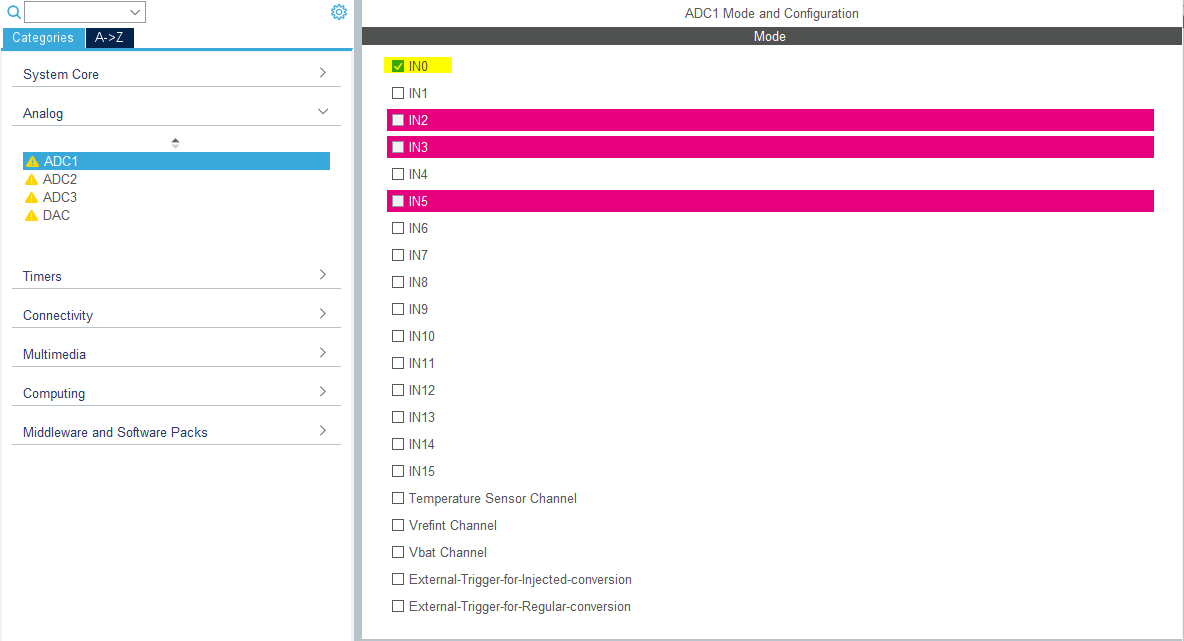 Categories
A->Z
System Core
Analog
ADC1
ADC2
ADC3
DAC
Timers
Connectivity
Multimedia
Computing
Middleware and Software Packs
ADC1 Mode and Configuration
Mode
IN0
IN1
IN2
IN3
IN4
IN5
IN6
IN7
IN8
IN9
IN10
IN11
IN12
IN13
IN14
IN15
Temperature Sensor Channel
Vrefint Channel
Vbat Channel
External-Trigger-for-Injected-conversion
External-Trigger-for-Regular-conversion